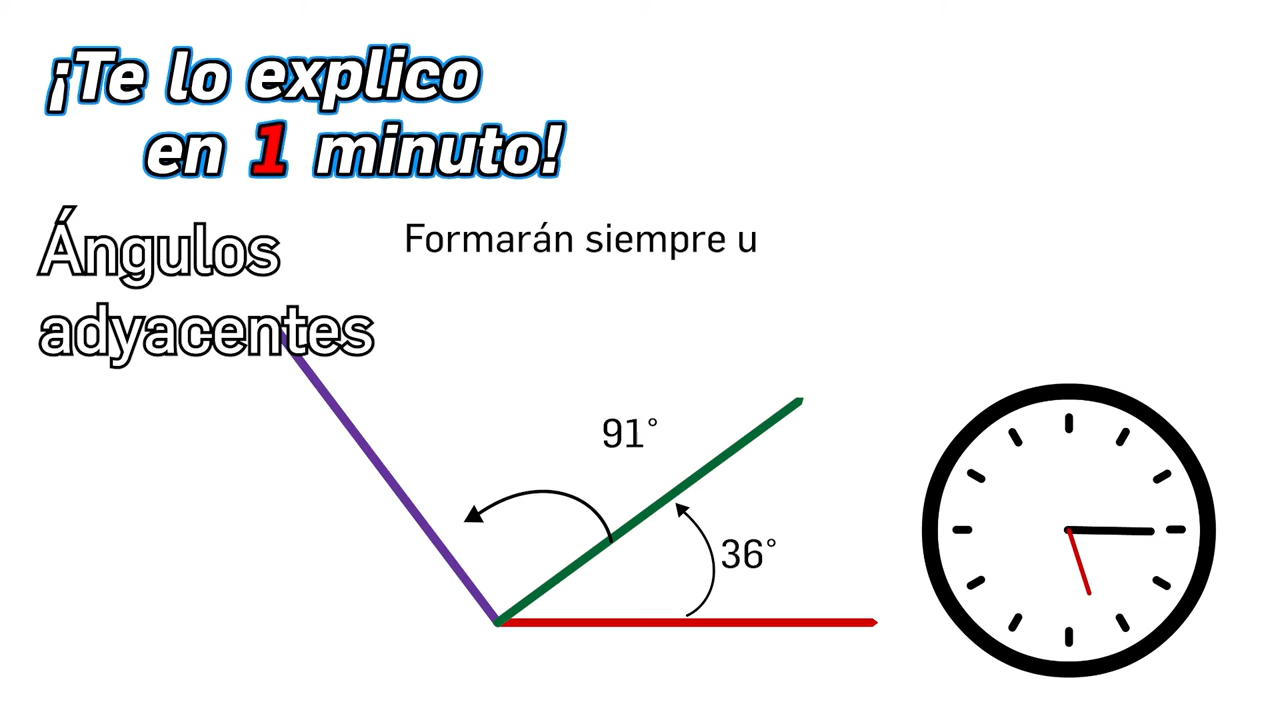 ¡Te lo explico
en 1 minuto!
Ángulos
adyacentes
Formarán siempre u
91°
36°